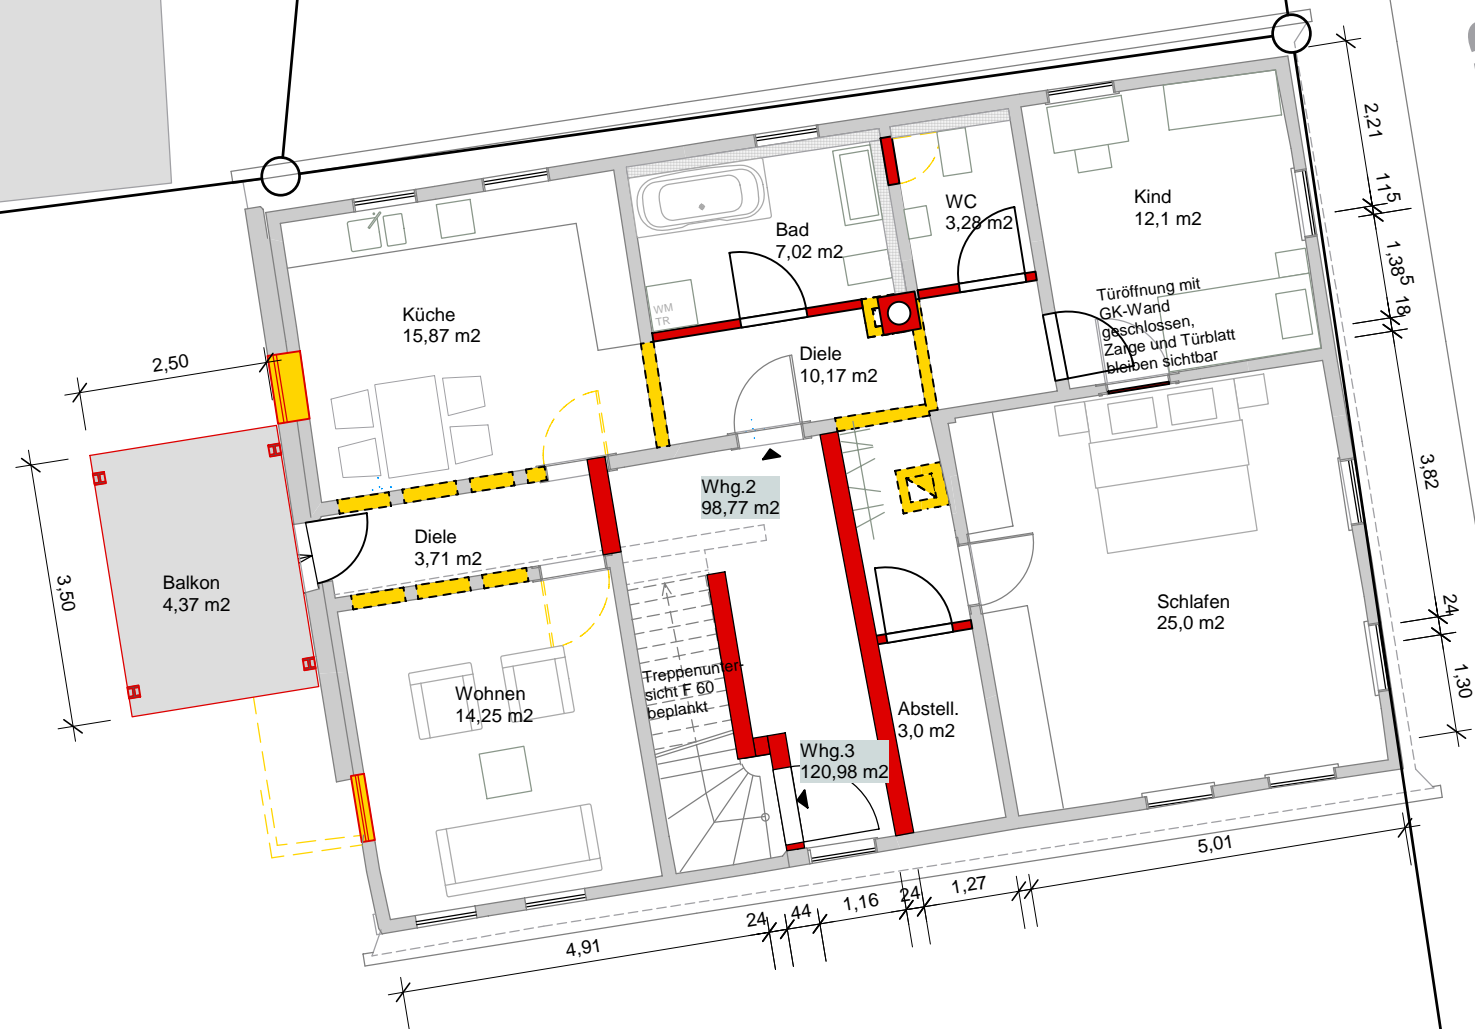 2,21
11⁵
1,38⁵
18
3,82
24
1,30
Kind
12,1 m2
WC
3,28 m2
Bad
7,02 m2
WM
TR
Küche
15,87 m2
Türöffnung mit
GK-Wand
geschlossen,
Zarge und Türblatt
bleiben sichtbar
Diele
10,17 m2
2,50
3,50
Whg.2
98,77 m2
Diele
3,71 m2
Balkon
4,37 m2
Schlafen
25,0 m2
Treppenunter-
sicht F 60
beplankt
Wohnen
14,25 m2
Abstell.
3,0 m2
Whg.3
120,98 m2
4,91
24
44
1,16
24
1,27
5,01